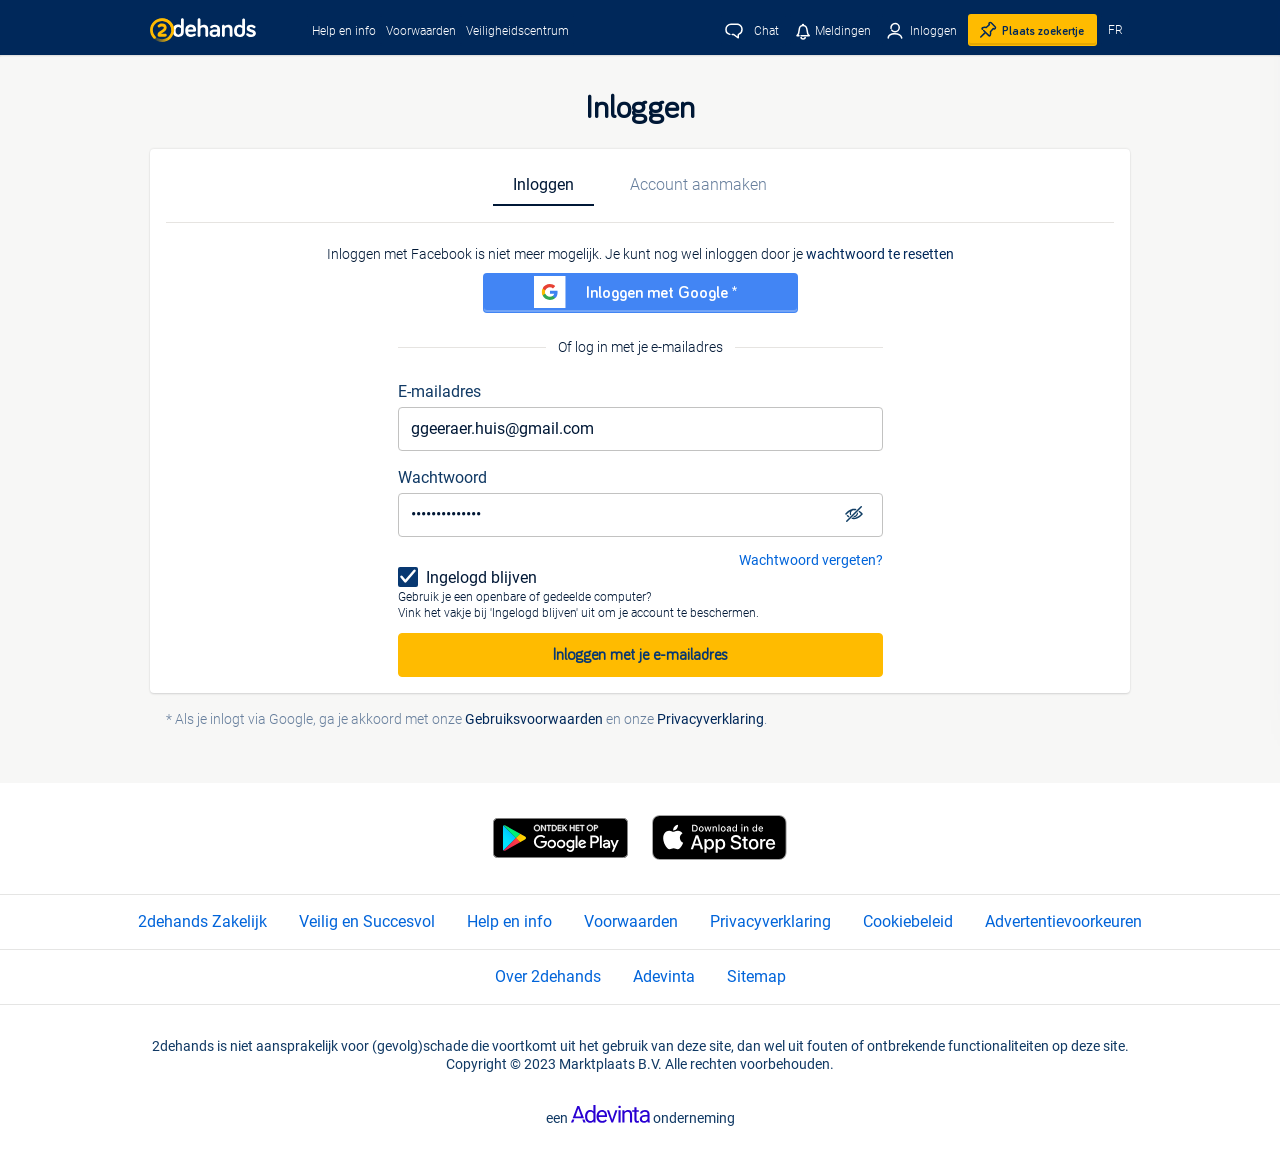 2dehands
Help en info Voorwaarden Veiligheidscentrum
Chat Meldingen Inloggen Plaats zoekertje FR
Inloggen
Inloggen Account aanmaken
Inloggen met Facebook is niet meer mogelijk. Je kunt nog wel inloggen door je wachtwoord te resetten
Inloggen met Google *
Of log in met je e-mailadres
E-mailadres
ggeeraer.huis@gmail.com
Wachtwoord
••••••••••••••
Wachtwoord vergeten?
Ingelogd blijven
Gebruik je een openbare of gedeelde computer?
Vink het vakje bij 'Ingelogd blijven' uit om je account te beschermen.
Inloggen met je e-mailadres
* Als je inlogt via Google, ga je akkoord met onze Gebruiksvoorwaarden en onze Privacyverklaring.
ONTDEK HET OP
Google Play
Download in de
App Store
2dehands Zakelijk Veilig en Succesvol Help en info Voorwaarden Privacyverklaring Cookiebeleid Advertentievoorkeuren
Over 2dehands Adevinta Sitemap
2dehands is niet aansprakelijk voor (gevolg)schade die voortkomt uit het gebruik van deze site, dan wel uit fouten of ontbrekende functionaliteiten op deze site.
Copyright © 2023 Marktplaats B.V. Alle rechten voorbehouden.
een Adevinta onderneming